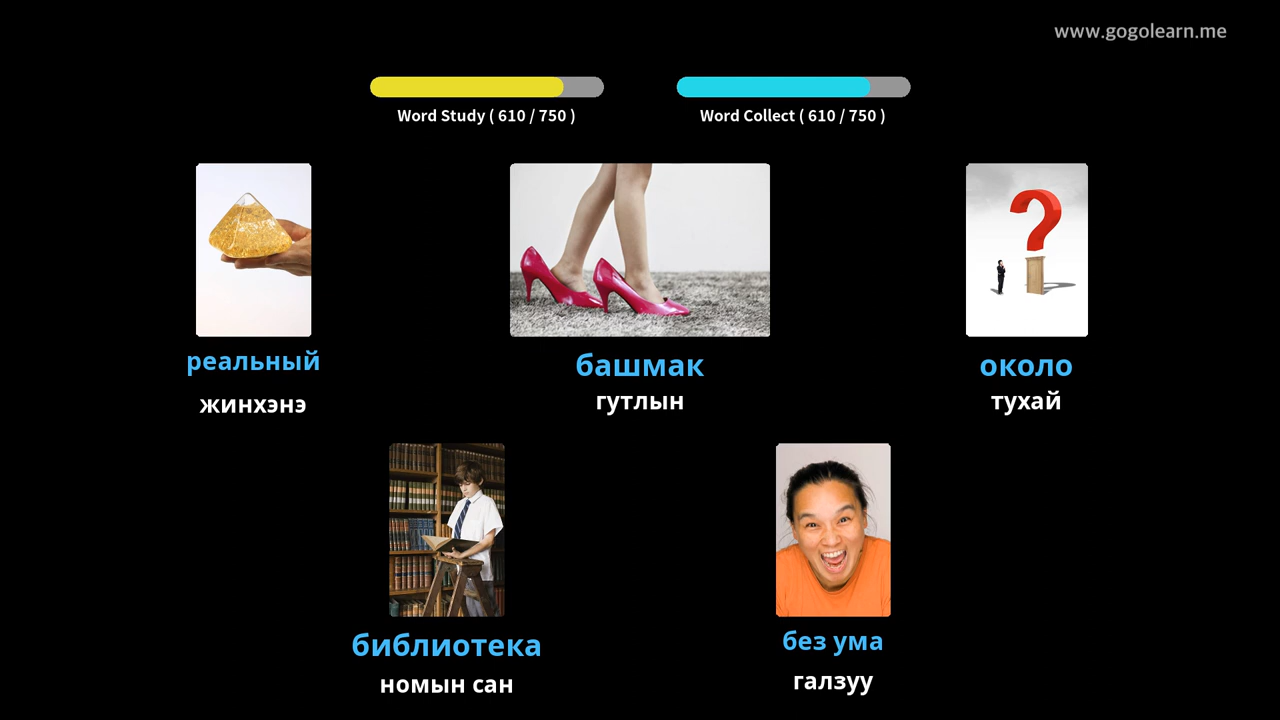 www.gogolearn.me
Word Study ( 610 / 750 )
Word Collect ( 610 / 750 )
реальный
жинхэнэ
башмак
гутлын
около
тухай
библиотека
номын сан
без ума
галзуу